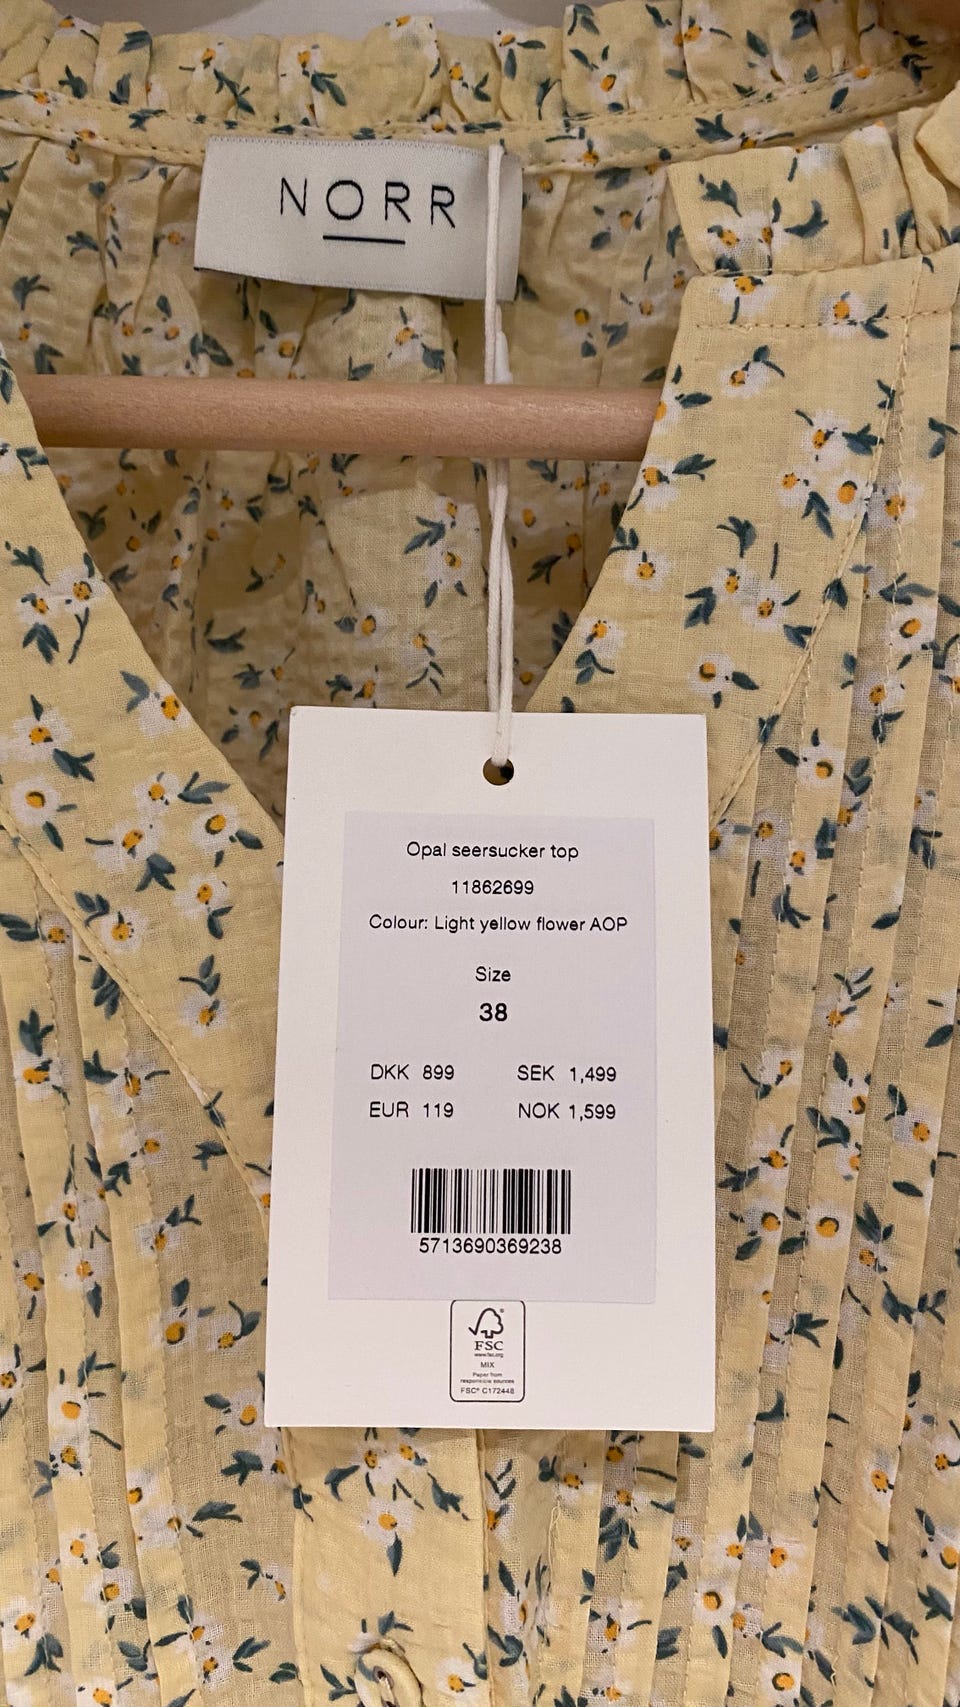 NORR
Opal seersucker top
11862699
Colour: Light yellow flower AOP
Size
38
DKK 899 SEK 1,499
EUR 119 NOK 1,599
5713690369238
FSC
www.fsc.org
MIX
Paper from
responsible sources
FSC® C172448